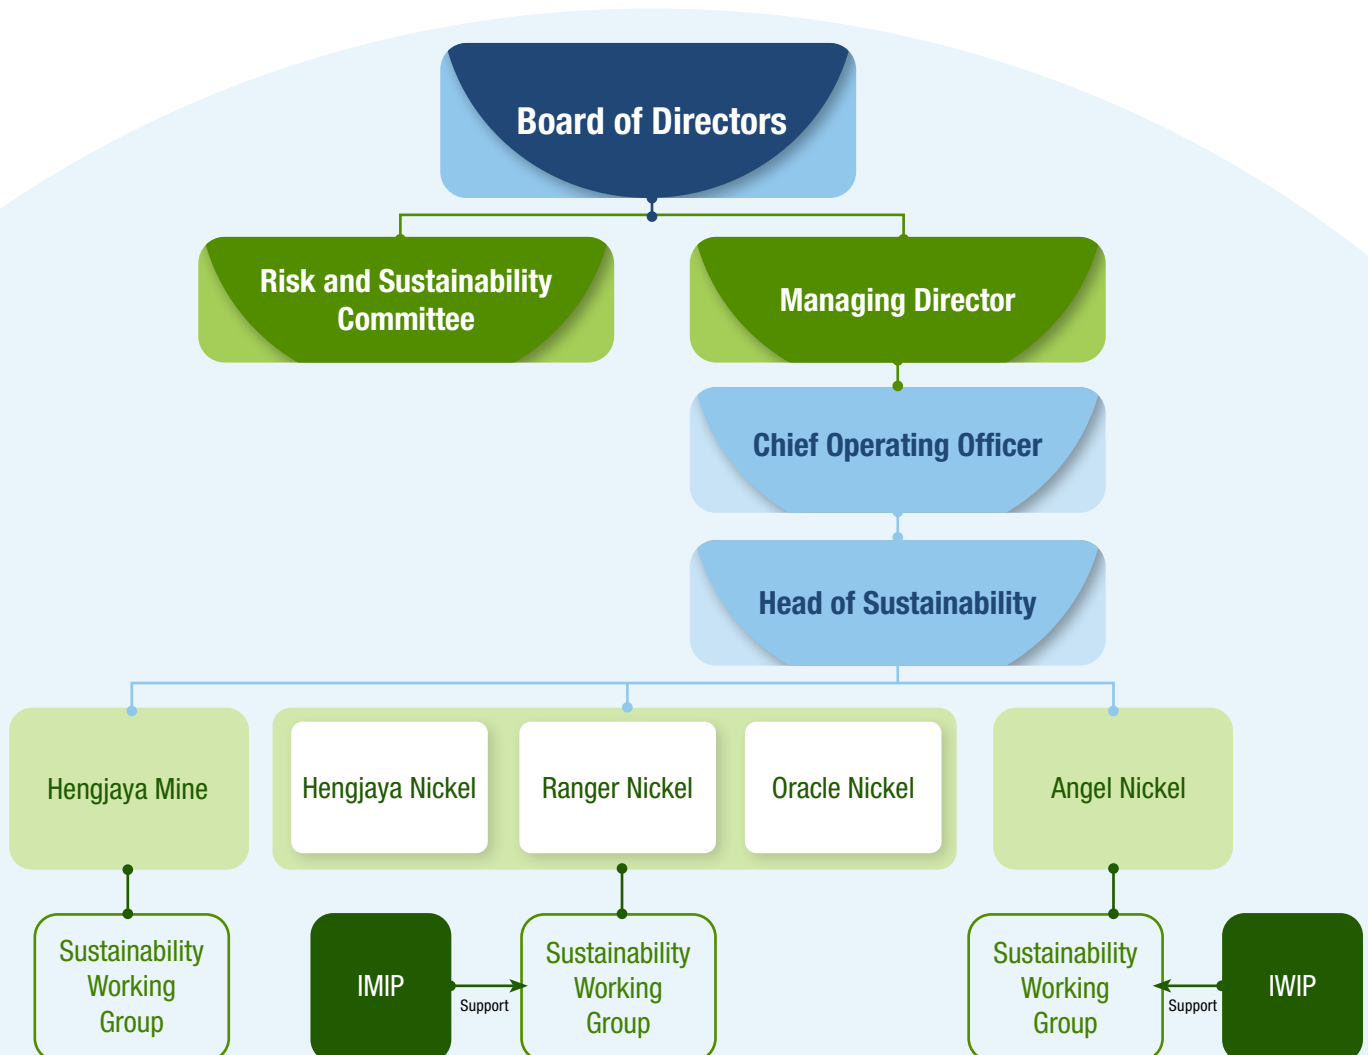 Board of Directors
Risk and Sustainability
Committee
Managing Director
Chief Operating Officer
Head of Sustainability
Hengjaya Mine
Hengjaya Nickel
Ranger Nickel
Oracle Nickel
Angel Nickel
Sustainability
Working
Group
IMIP
Support
Sustainability
Working
Group
Sustainability
Working
Group
Support
IWIP